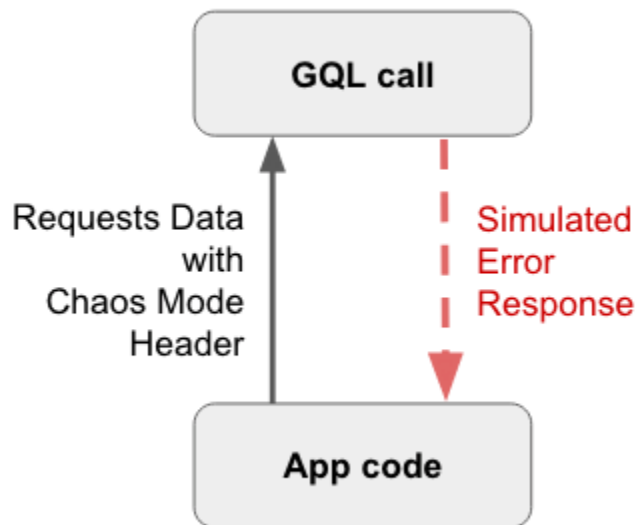 GQL call
Requests Data
with
Chaos Mode
Header
Simulated
Error
Response
App code